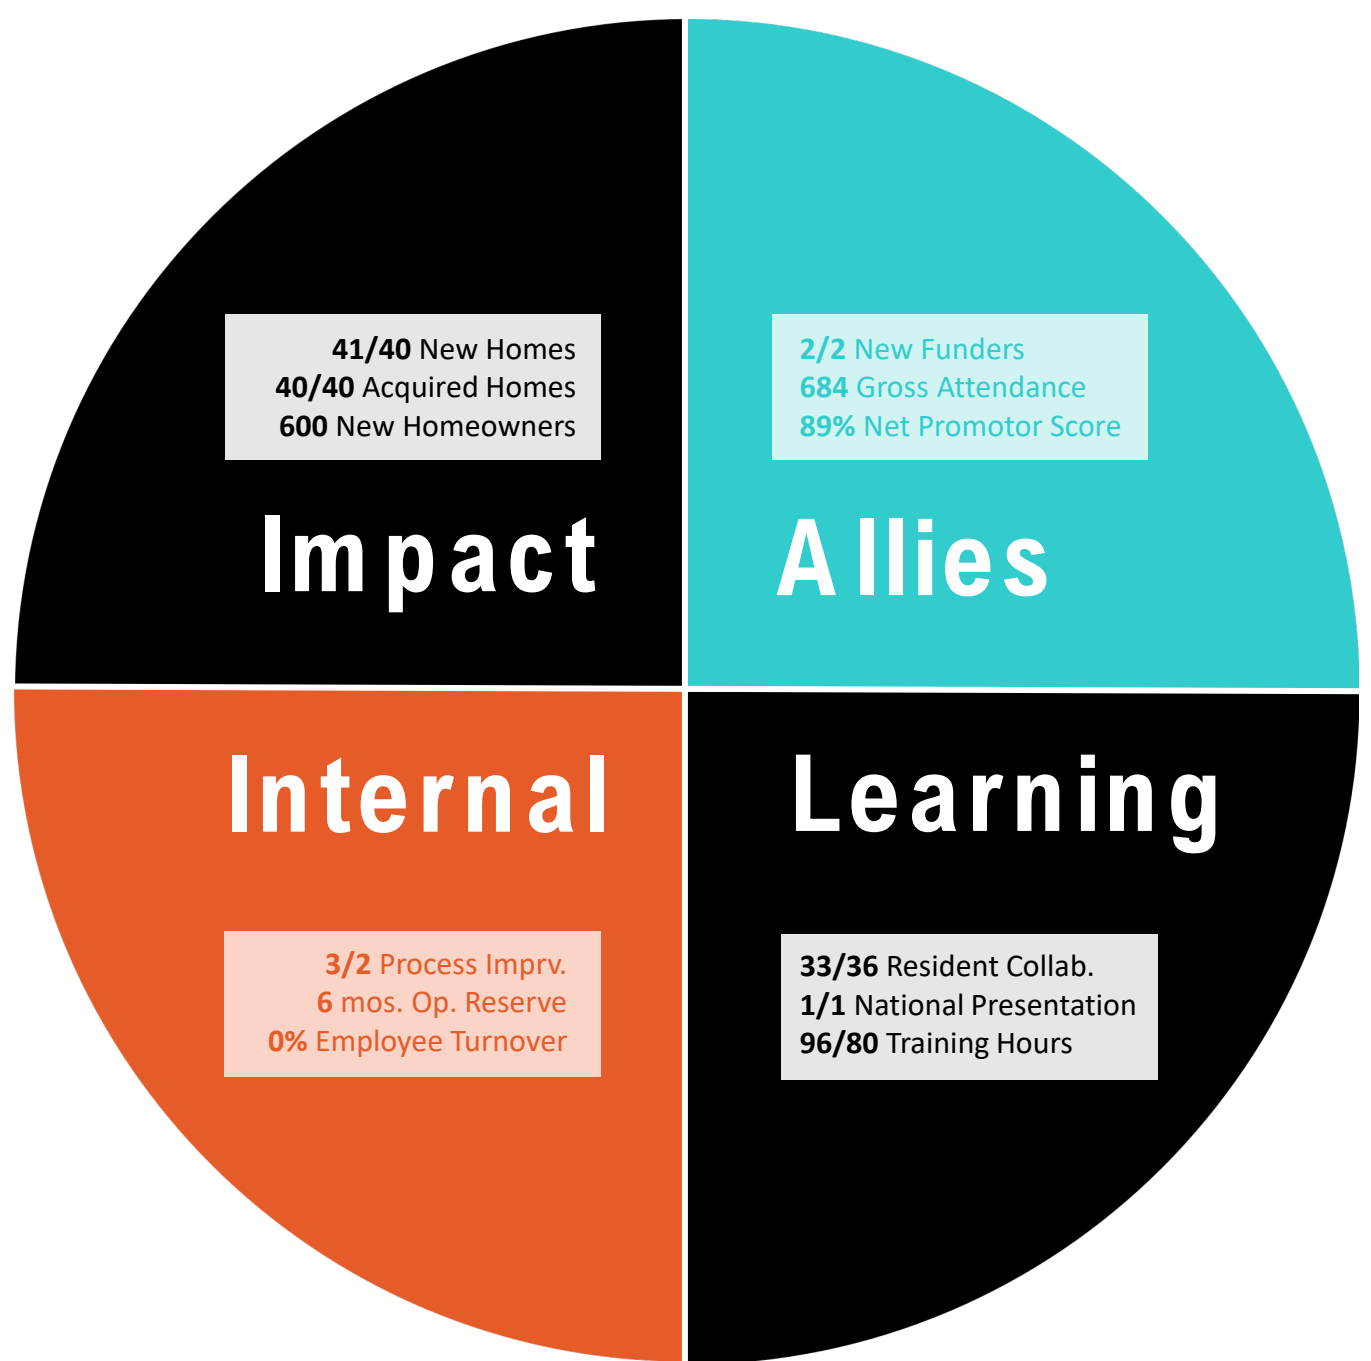 41/40 New Homes
40/40 Acquired Homes
600 New Homeowners
Impact
2/2 New Funders
684 Gross Attendance
89% Net Promotor Score
Allies
Internal
3/2 Process Imprv.
6 mos. Op. Reserve
0% Employee Turnover
Learning
33/36 Resident Collab.
1/1 National Presentation
96/80 Training Hours